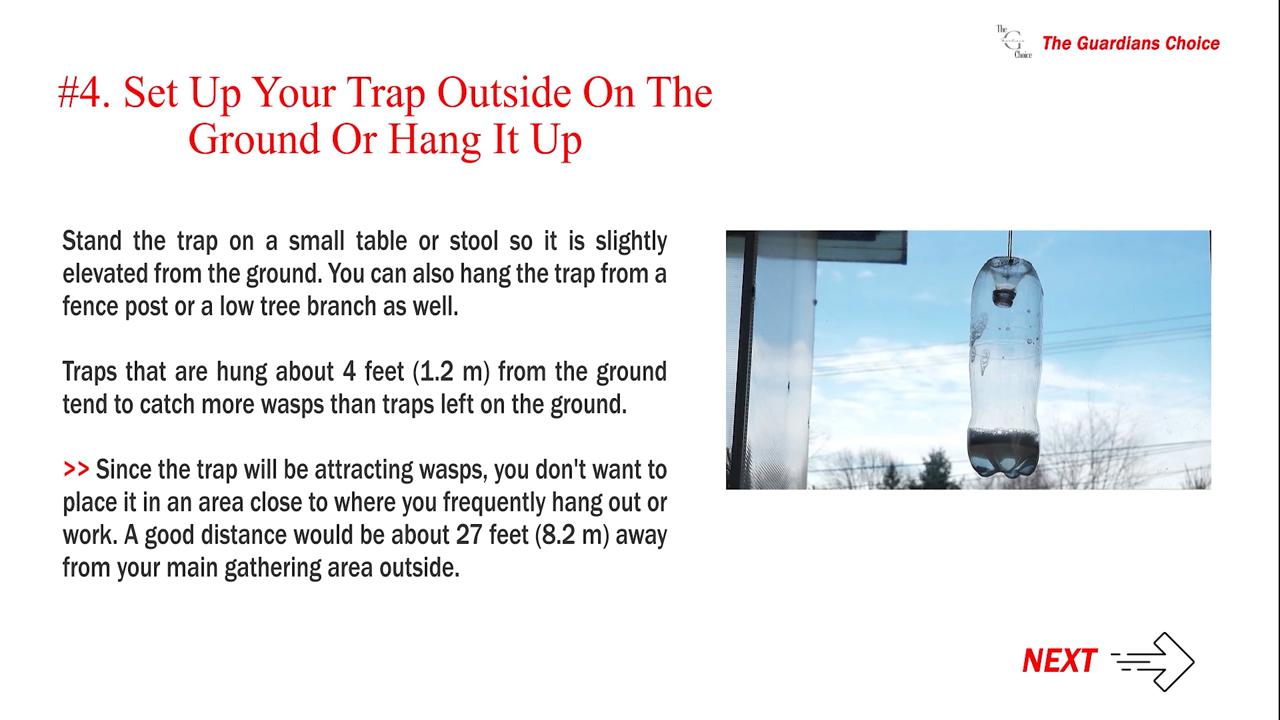 The
G
Choice
The Guardians Choice
#4. Set Up Your Trap Outside On The
Ground Or Hang It Up
Stand the trap on a small table or stool so it is slightly
elevated from the ground. You can also hang the trap from a
fence post or a low tree branch as well.
Traps that are hung about 4 feet (1.2 m) from the ground
tend to catch more wasps than traps left on the ground.
>> Since the trap will be attracting wasps, you don't want to
place it in an area close to where you frequently hang out or
work. A good distance would be about 27 feet (8.2 m) away
from your main gathering area outside.
NEXT